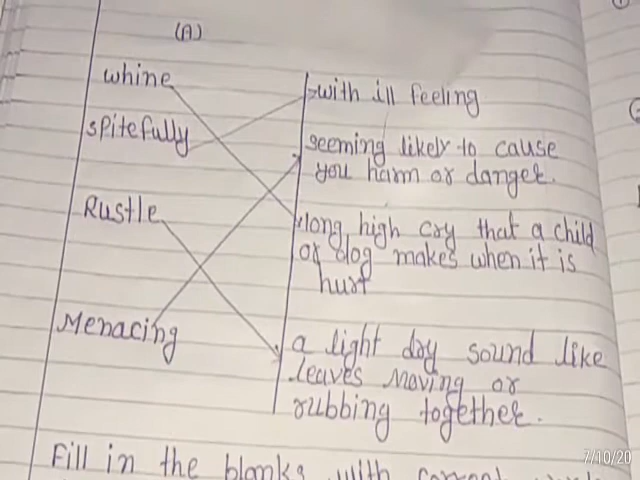 (A)
whine
with ill feeling
spitefully
seeming likely to cause
you harm or danger.
Rustle
long high cry that a child
or dog makes when it is
hurt
Menacing
a light dry sound like
leaves moving or
rubbing together.
Fill in the blanks with correct
7/10/20